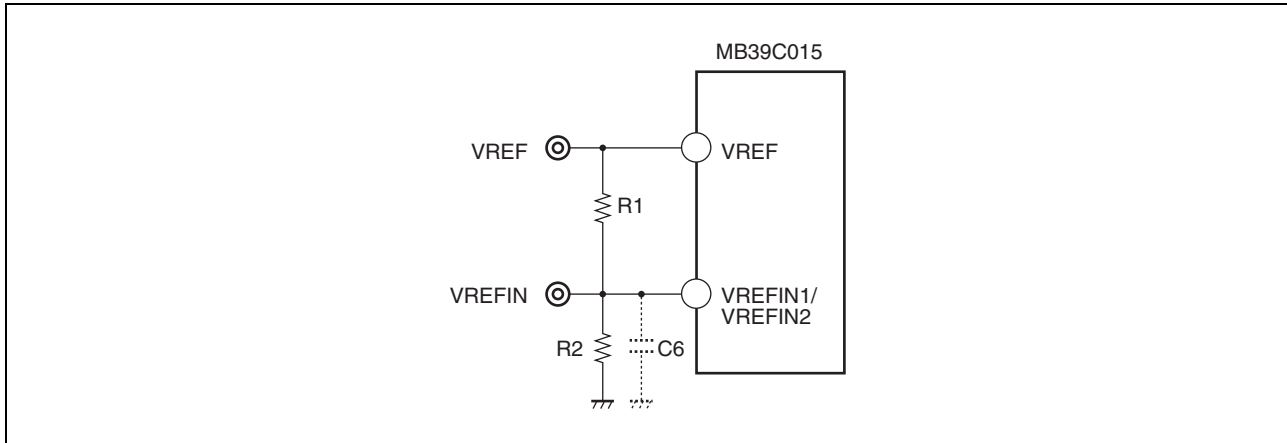 MB39C015
VREF
VREF
R1
VREFIN
VREFIN1/
VREFIN2
R2
C6